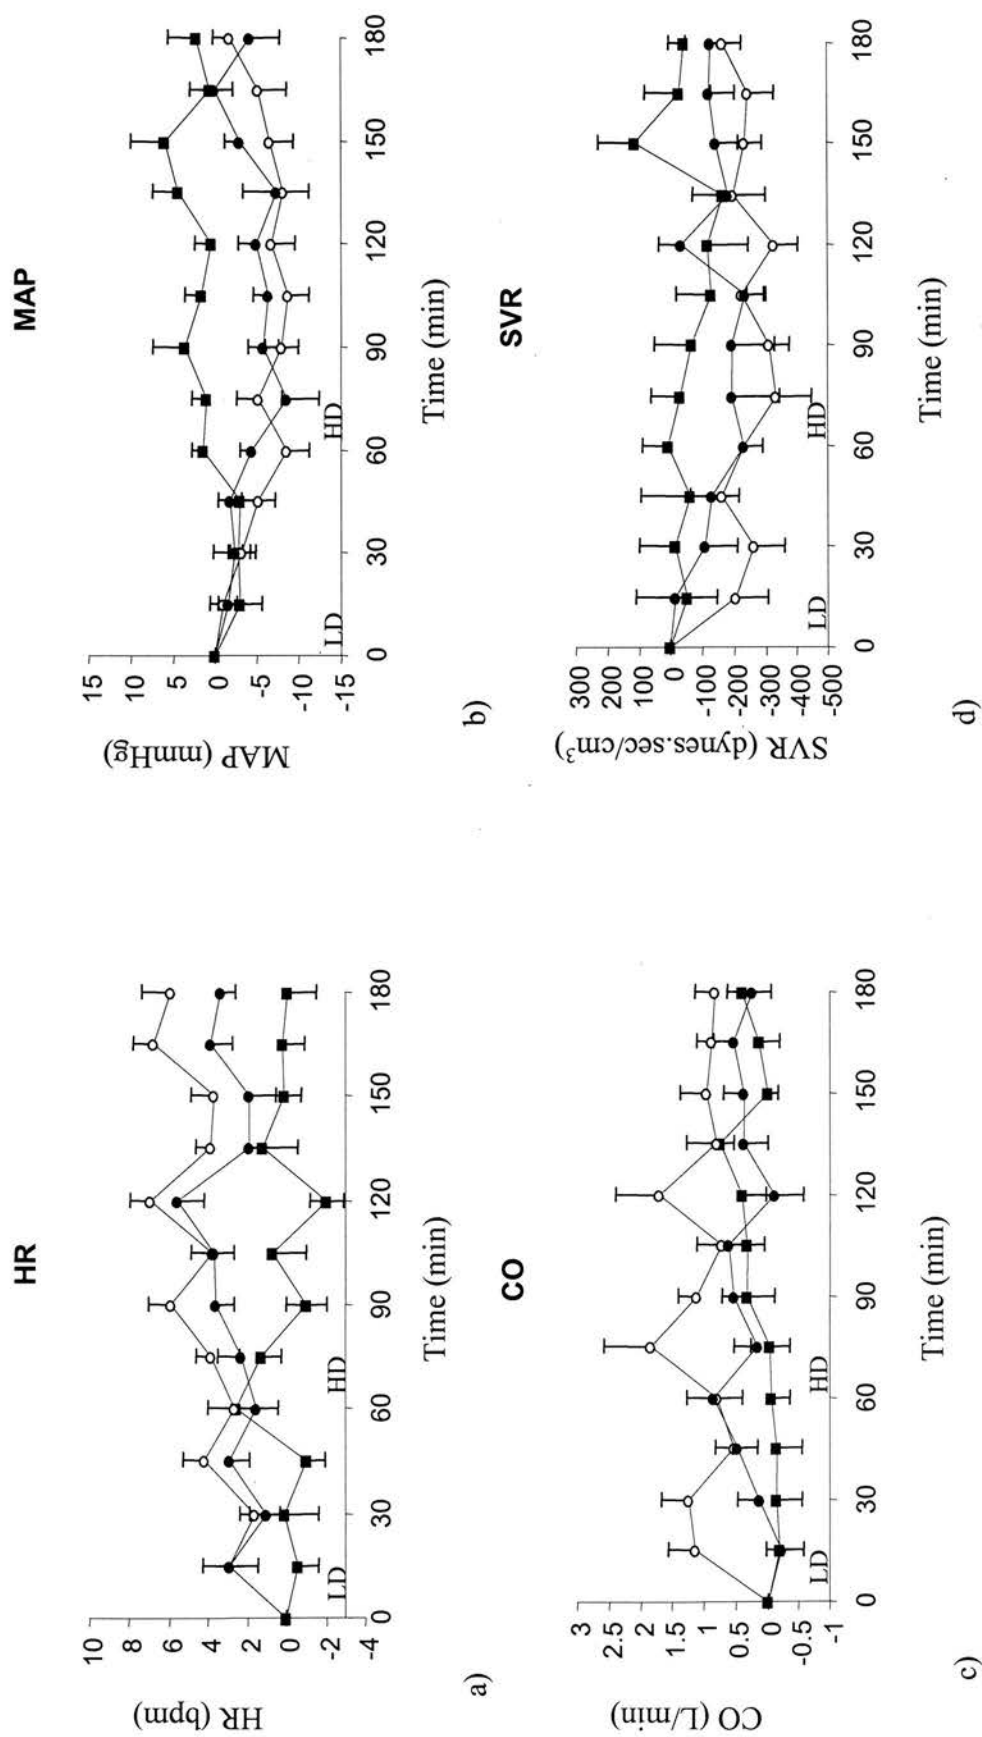 HR
HR (bpm)
10
8
6
4
2
0
-2
-4
LD HD
0 30 60 90 120 150 180
Time (min)
a)
MAP
MAP (mmHg)
15
10
5
0
-5
-10
-15
LD HD
0 30 60 90 120 150 180
Time (min)
b)
CO
CO (L/min)
3
2.5
2
1.5
1
0.5
0
-0.5
-1
LD HD
0 30 60 90 120 150 180
Time (min)
c)
SVR
SVR (dynes.sec/cm³)
300
200
100
0
-100
-200
-300
-400
-500
LD HD
0 30 60 90 120 150 180
Time (min)
d)